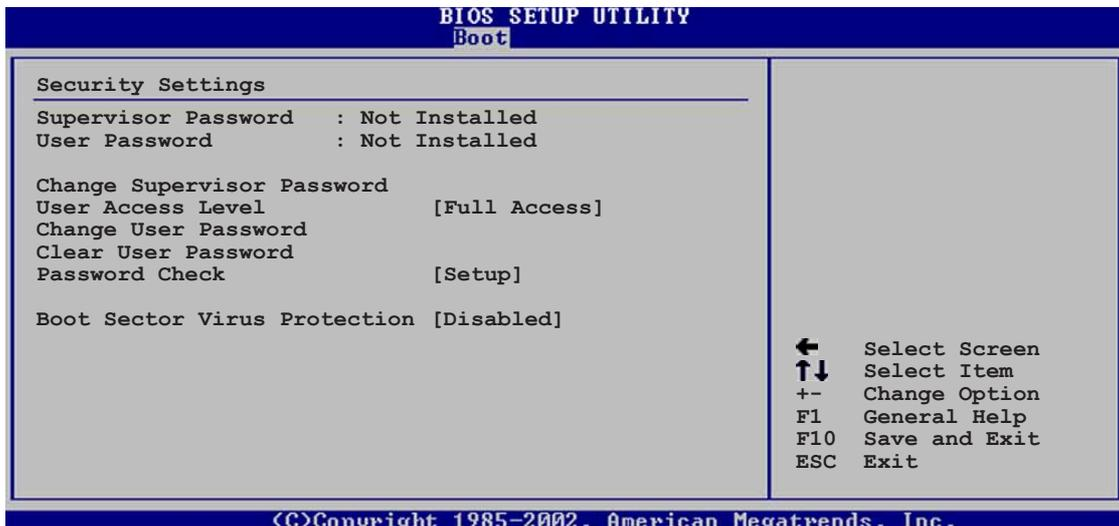 BIOS SETUP UTILITY
Boot
Security Settings
Supervisor Password : Not Installed
User Password : Not Installed
Change Supervisor Password
User Access Level [Full Access]
Change User Password
Clear User Password
Password Check [Setup]
Boot Sector Virus Protection [Disabled]
← Select Screen
↑↓ Select Item
+- Change Option
F1 General Help
F10 Save and Exit
ESC Exit
(C)Copyright 1985-2002, American Megatrends, Inc.